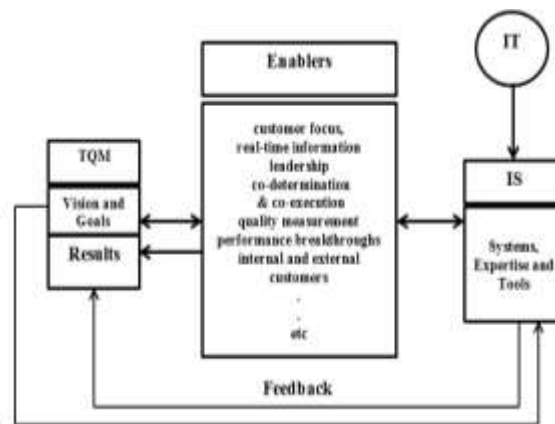 IT
Enablers
customer focus,
real-time information
leadership
co-determination
& co-execution
quality measurement
performance breakthroughs
internal and external
customers
.
.
etc
TQM
Vision and
Goals
Results
IS
Systems,
Expertise and
Tools
Feedback